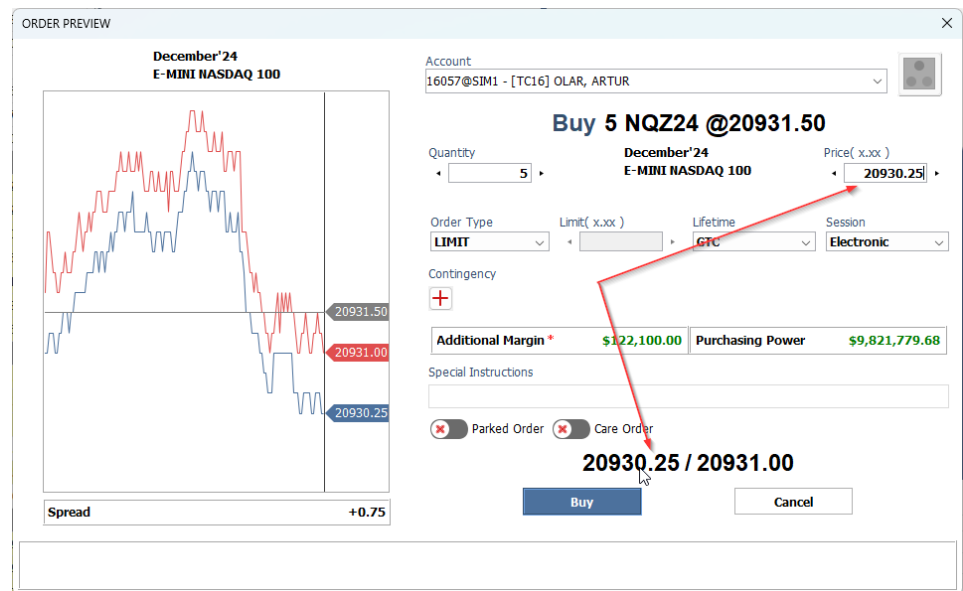 ORDER PREVIEW
December'24
E-MINI NASDAQ 100
20931.50
20931.00
20930.25
Spread +0.75
Account
16057@SIM1 - [TC16] OLAR, ARTUR
Buy 5 NQZ24 @20931.50
Quantity
5
December'24
E-MINI NASDAQ 100
Price( x.xx )
20930.25
Order Type Limit( x.xx ) Lifetime Session
LIMIT GTC Electronic
Contingency
Additional Margin * $122,100.00 Purchasing Power $9,821,779.68
Special Instructions
Parked Order Care Order
20930.25 / 20931.00
Buy Cancel